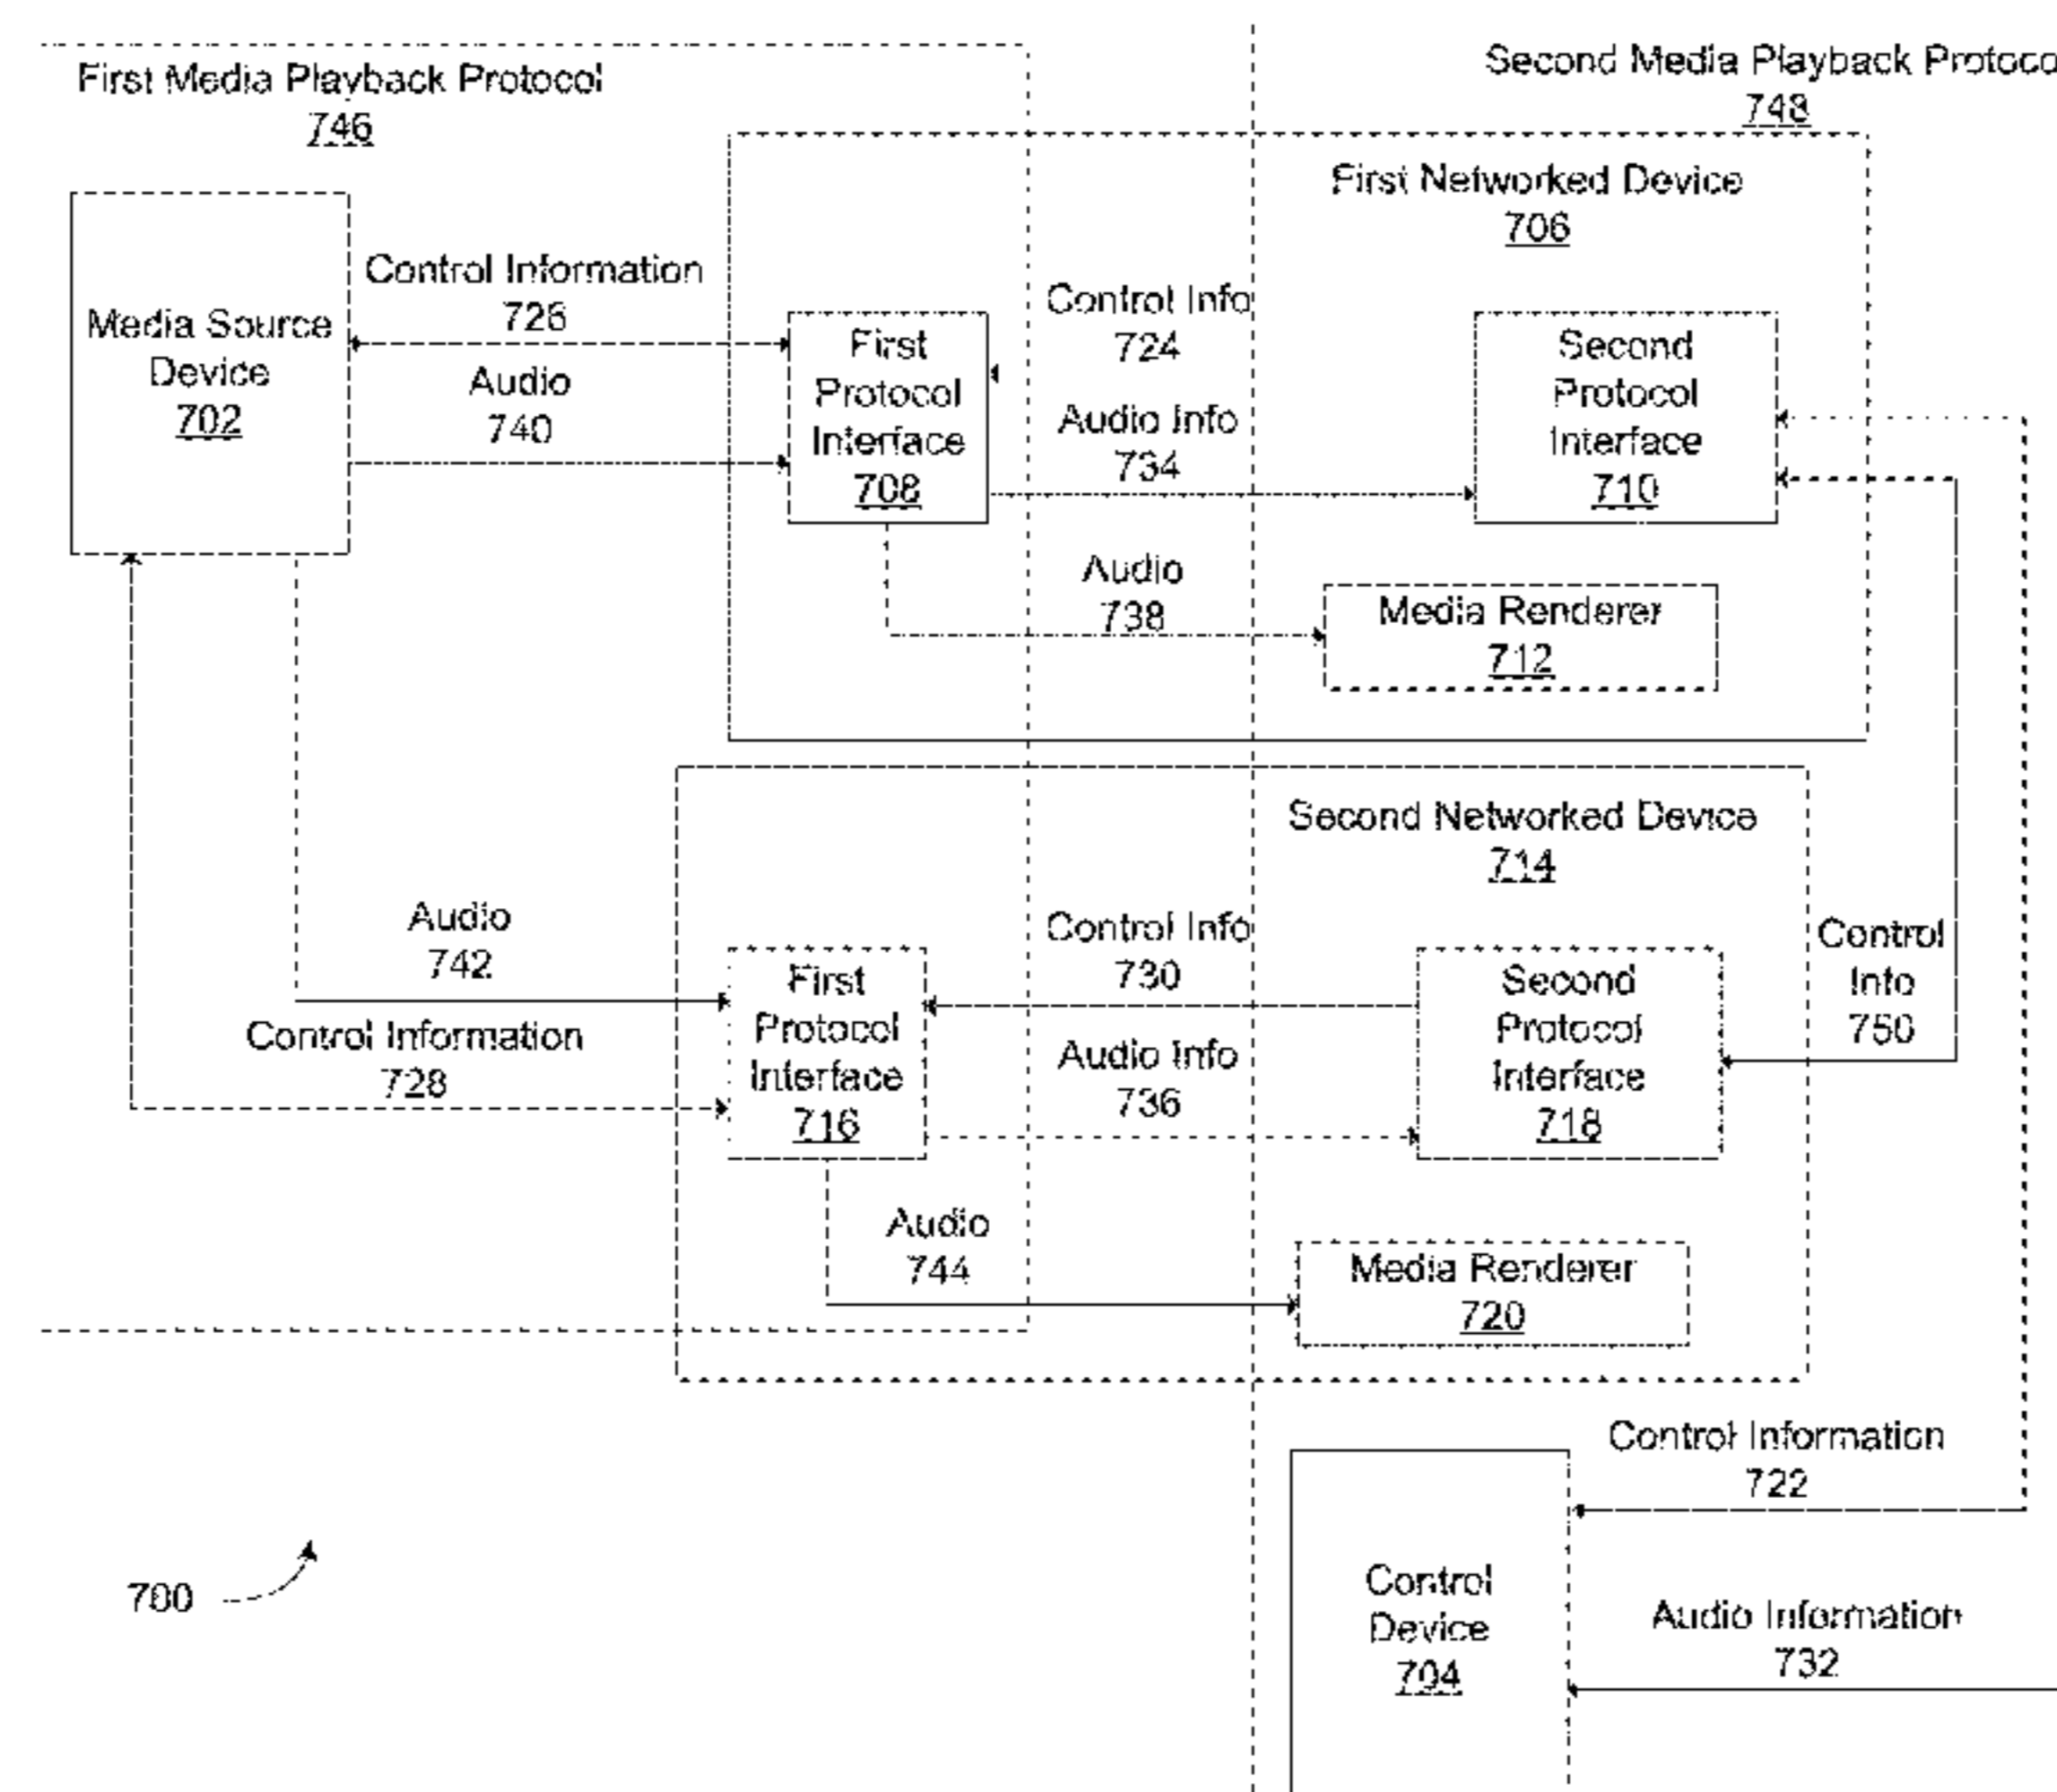 First Media Playback Protocol
746
Second Media Playback Protoco
748
First Networked Device
706
Media Source
Device
702
Control Information
726
Audio
740
First
Protocol
Interface
708
Control Info
724
Audio Info
734
Second
Protocol
Interface
710
Audio
738
Media Renderer
712
Second Networked Device
714
Audio
742
Control Information
728
First
Protocol
Interface
716
Control Info
730
Audio Info
736
Second
Protocol
Interface
718
Control
Info
750
Audio
744
Media Renderer
720
Control Information
722
Control
Device
704
Audio Information
732
700